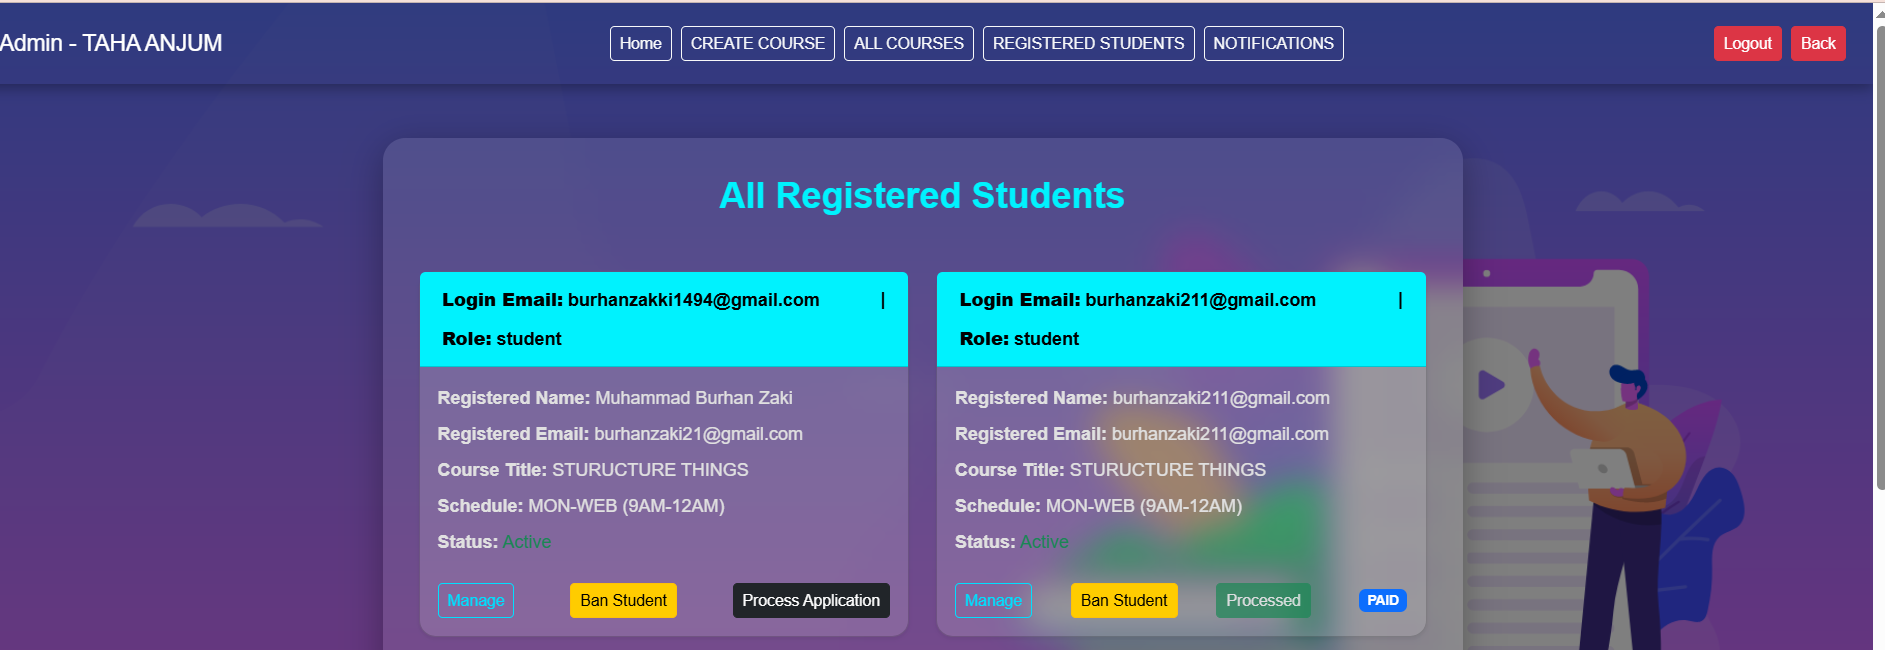 Admin - TAHA ANJUM
Home CREATE COURSE ALL COURSES REGISTERED STUDENTS NOTIFICATIONS
Logout Back
All Registered Students
Login Email: burhanzakki1494@gmail.com |
Role: student
Registered Name: Muhammad Burhan Zaki
Registered Email: burhanzaki21@gmail.com
Course Title: STURUCTURE THINGS
Schedule: MON-WEB (9AM-12AM)
Status: Active
Manage Ban Student Process Application
Login Email: burhanzaki211@gmail.com |
Role: student
Registered Name: burhanzaki211@gmail.com
Registered Email: burhanzaki211@gmail.com
Course Title: STURUCTURE THINGS
Schedule: MON-WEB (9AM-12AM)
Status: Active
Manage Ban Student Processed PAID